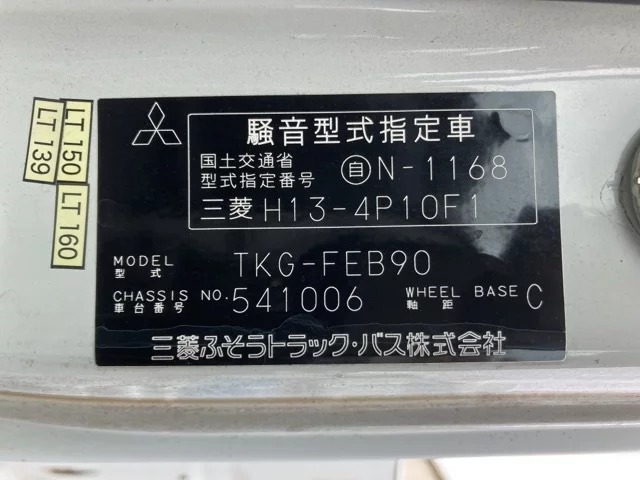 LT 139
LT 150
LT 160
騒音型式指定車
国土交通省
型式指定番号 自 N-1168
三菱 H13-4P10F1
MODEL
型式 TKG-FEB90
CHASSIS NO. 541006 WHEEL BASE C
車台番号 軸距
三菱ふそうトラック・バス株式会社